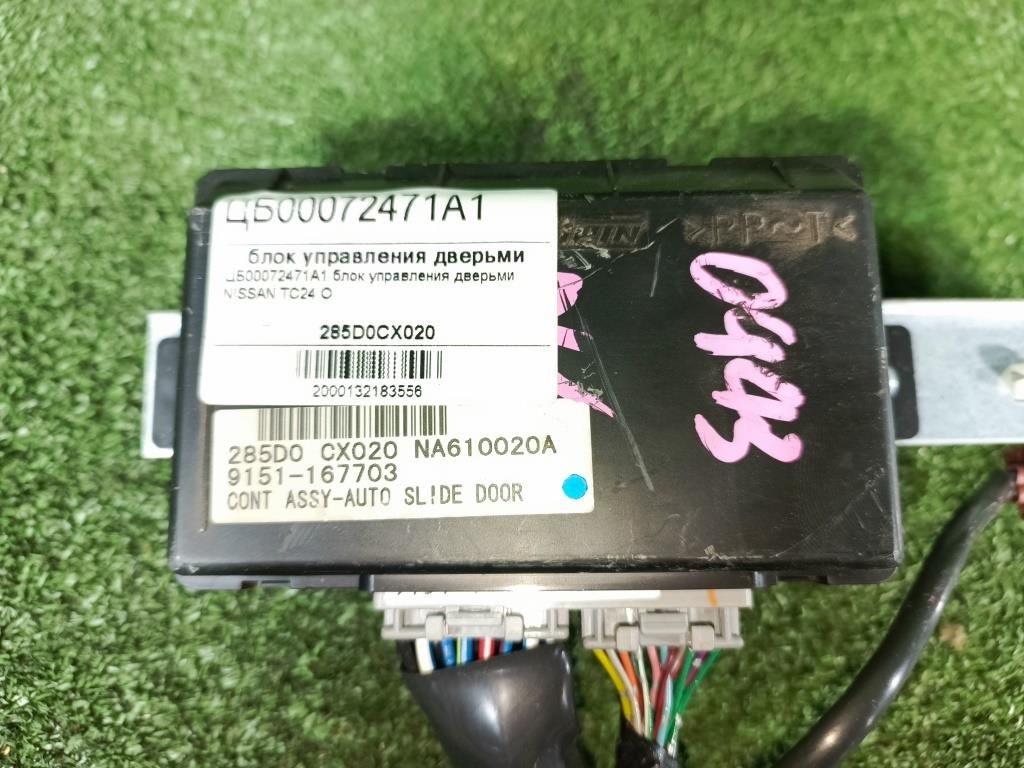 ЦБ00072471А1
блок управления дверьми
ЦБ00072471А1 блок управления дверьми
NISSAN TC24 O
285D0CX020
2000132183556
285D0 CX020 NA610020A
9151-167703
CONT ASSY-AUTO SLIDE DOOR
>PP-T<